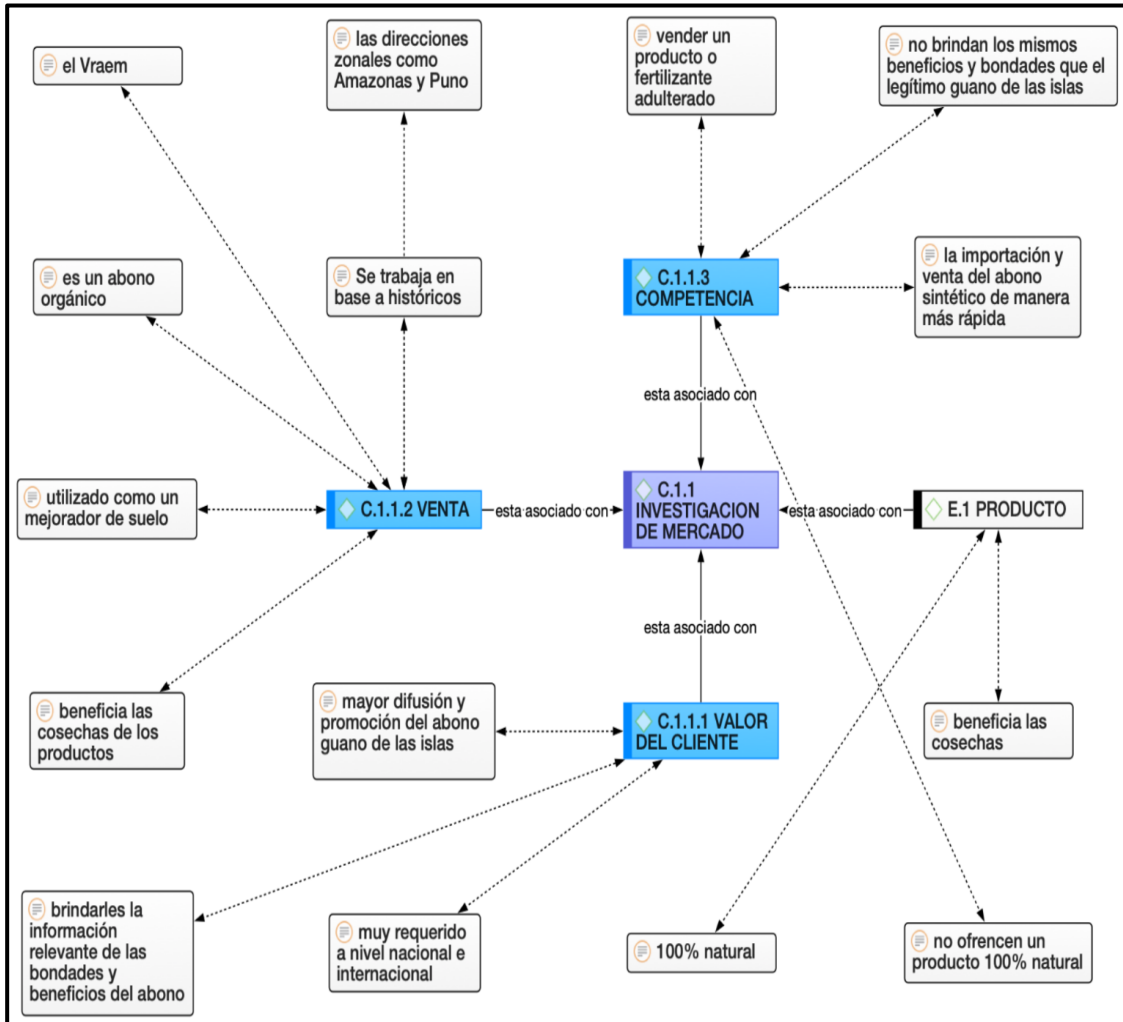 el Vraem
las direcciones
zonales como
Amazonas y Puno
vender un
producto o
fertilizante
adulterado
no brindan los mismos
beneficios y bondades que el
legítimo guano de las islas
es un abono
orgánico
Se trabaja en
base a históricos
C.1.1.3
COMPETENCIA
la importación y
venta del abono
sintético de manera
más rápida
esta asociado con
utilizado como un
mejorador de suelo
C.1.1.2 VENTA
esta asociado con
C.1.1
INVESTIGACION
DE MERCADO
esta asociado con
E.1 PRODUCTO
esta asociado con
beneficia las
cosechas de los
productos
mayor difusión y
promoción del abono
guano de las islas
C.1.1.1 VALOR
DEL CLIENTE
beneficia las
cosechas
brindarles la
información
relevante de las
bondades y
beneficios del abono
muy requerido
a nivel nacional e
internacional
100% natural
no ofrencen un
producto 100% natural